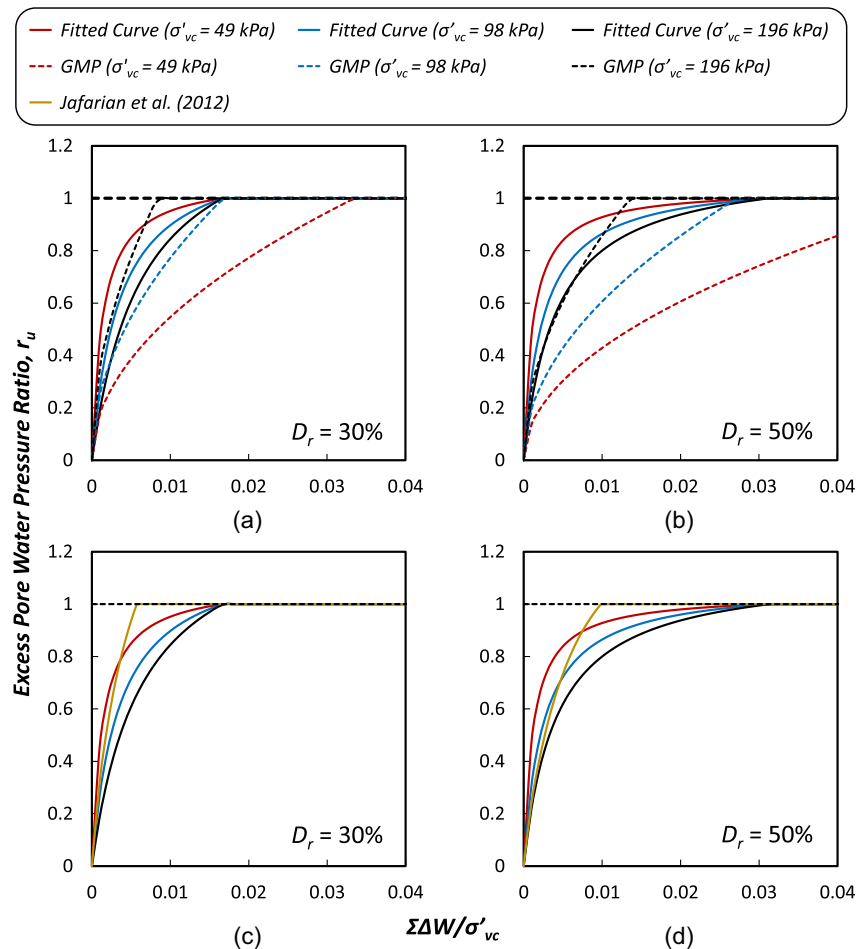 Fitted Curve (σ'vc = 49 kPa) Fitted Curve (σ’vc = 98 kPa) Fitted Curve (σ’vc = 196 kPa)
GMP (σ'vc = 49 kPa) GMP (σ’vc = 98 kPa) GMP (σ’vc = 196 kPa)
Jafarian et al. (2012)
Excess Pore Water Pressure Ratio, ru
1.2 1.2
1 1
0.8 0.8
0.6 0.6
0.4 0.4
0.2 0.2
Dr = 30% Dr = 50%
0 0
0 0.01 0.02 0.03 0.04 0 0.01 0.02 0.03 0.04
(a) (b)
1.2 1.2
1 1
0.8 0.8
0.6 0.6
0.4 0.4
0.2 0.2
Dr = 30% Dr = 50%
0 0
0 0.01 0.02 0.03 0.04 0 0.01 0.02 0.03 0.04
(c) ΣΔW/σ’vc (d)